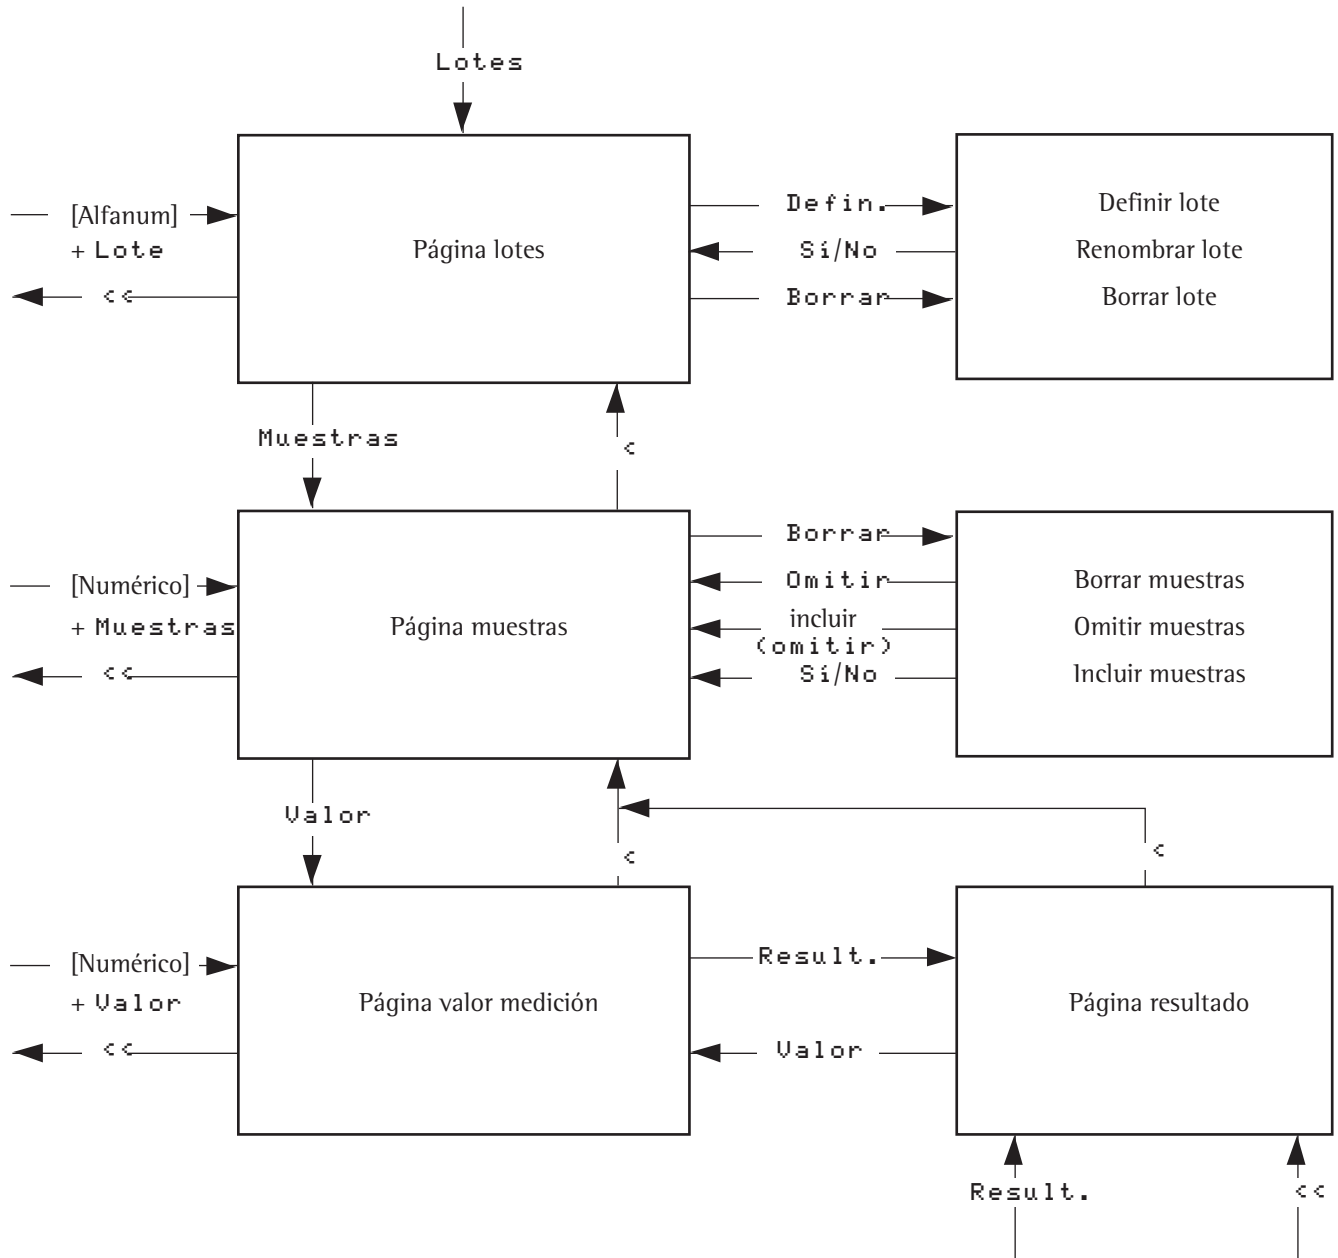 Lotes
[Alfanum]
+ Lote
<<
Página lotes
Defin.
Sí/No
Borrar
Definir lote
Renombrar lote
Borrar lote
Muestras
<
[Numérico]
+ Muestras
<<
Página muestras
Borrar
Omitir
incluir
(omitir)
Sí/No
Borrar muestras
Omitir muestras
Incluir muestras
Valor
<
<
[Numérico]
+ Valor
<<
Página valor medición
Result.
Valor
Página resultado
Result.
<<